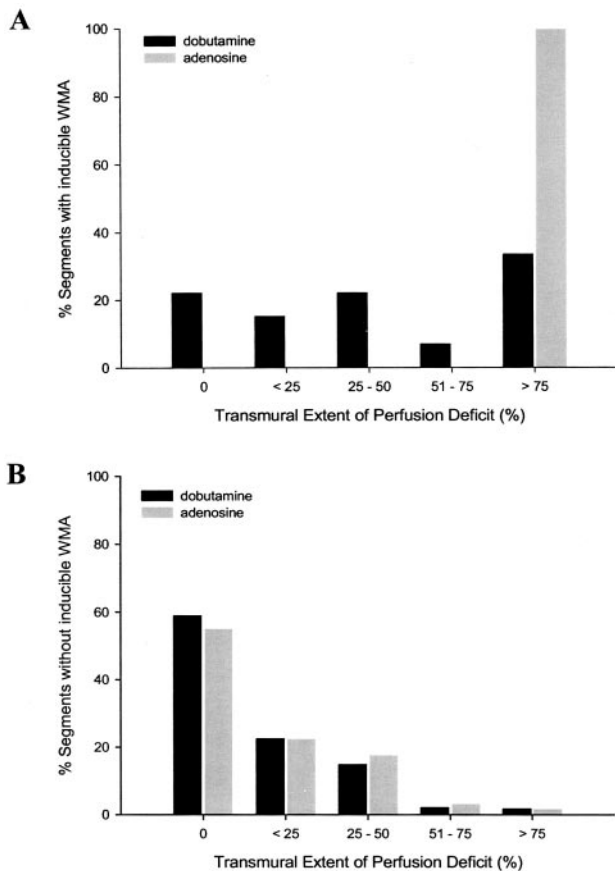 A
% Segments with inducible WMA
100
80
60
40
20
0
dobutamine
adenosine
0 < 25 25 - 50 51 - 75 > 75
Transmural Extent of Perfusion Deficit (%)
B
% Segments without inducible WMA
100
80
60
40
20
0
dobutamine
adenosine
0 < 25 25 - 50 51 - 75 > 75
Transmural Extent of Perfusion Deficit (%)